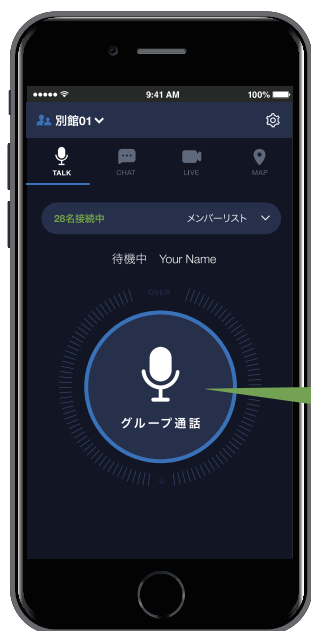 9:41 AM
100%
別館01
TALK
CHAT
LIVE
MAP
28名接続中
メンバーリスト
待機中 Your Name
OVER
グループ通話
0